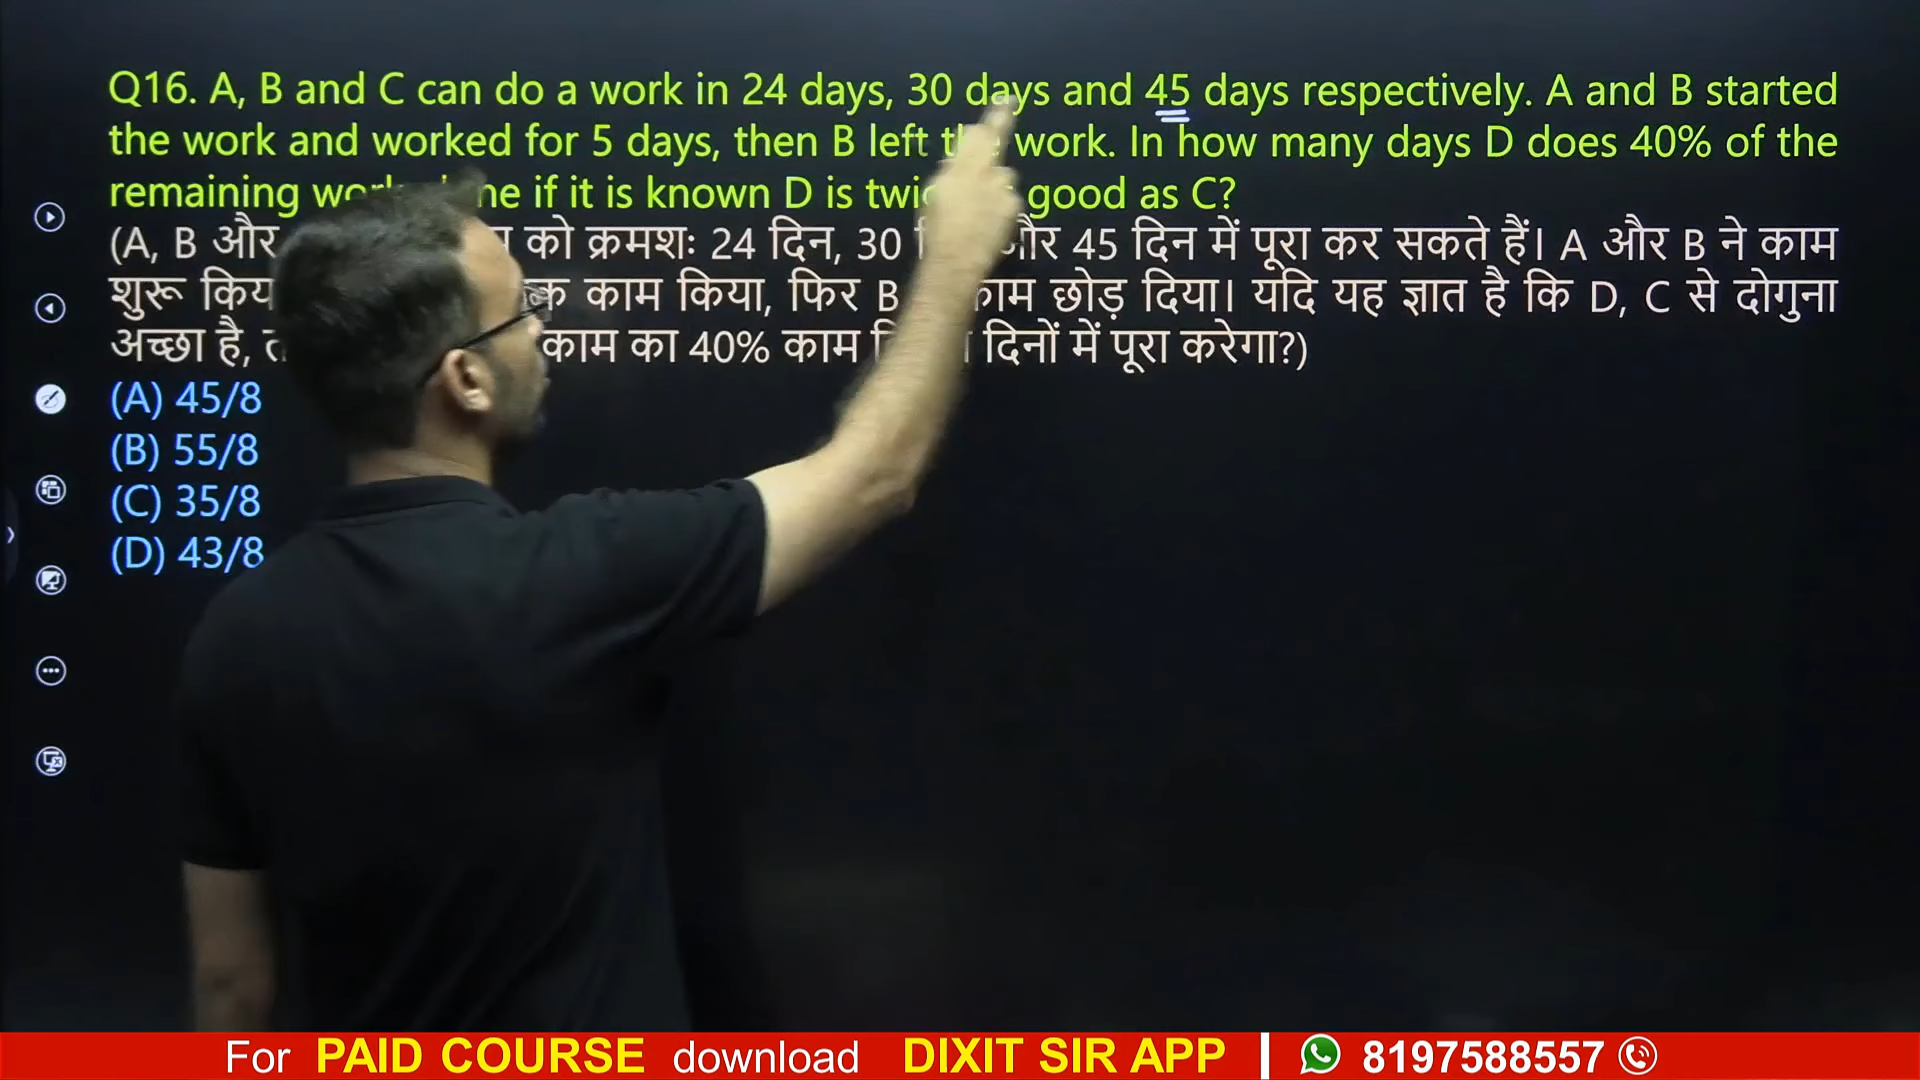 Q16. A, B and C can do a work in 24 days, 30 days and 45 days respectively. A and B started
the work and worked for 5 days, then B left the work. In how many days D does 40% of the
remaining if it is known D is good as C?
(A, B और को क्रमशः 24 दिन, 30 और 45 दिन में पूरा कर सकते हैं। A और B ने काम
शुरू काम किया, फिर B छोड़ दिया। यदि यह ज्ञात है कि D, C से दोगुना
अच्छा है, काम का 40% काम दिनों में पूरा करेगा?)
(A) 45/8
(B) 55/8
(C) 35/8
(D) 43/8
For PAID COURSE download DIXIT SIR APP | 8197588557